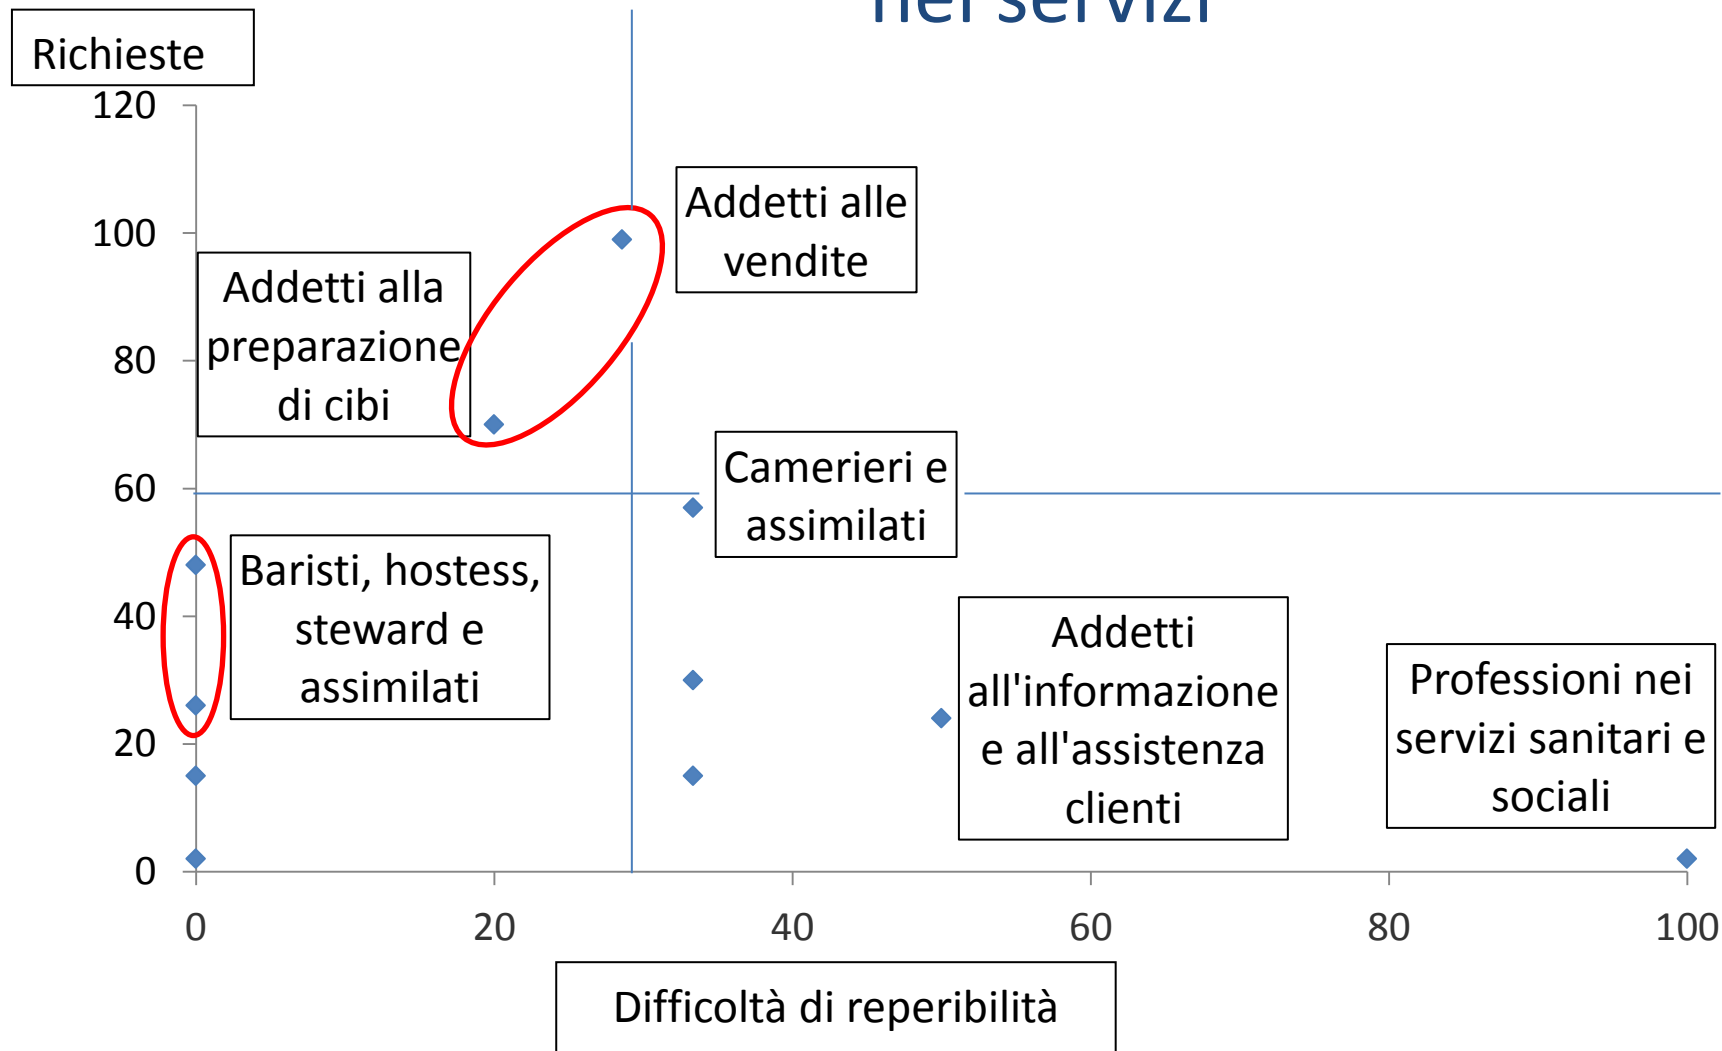 nei servizi
Richieste
120
100
80
60
40
20
0
Addetti alle
vendite
Addetti alla
preparazione
di cibi
Camerieri e
assimilati
Baristi, hostess,
steward e
assimilati
Addetti
all'informazione
e all'assistenza
clienti
Professioni nei
servizi sanitari e
sociali
0 20 40 60 80 100
Difficoltà di reperibilità